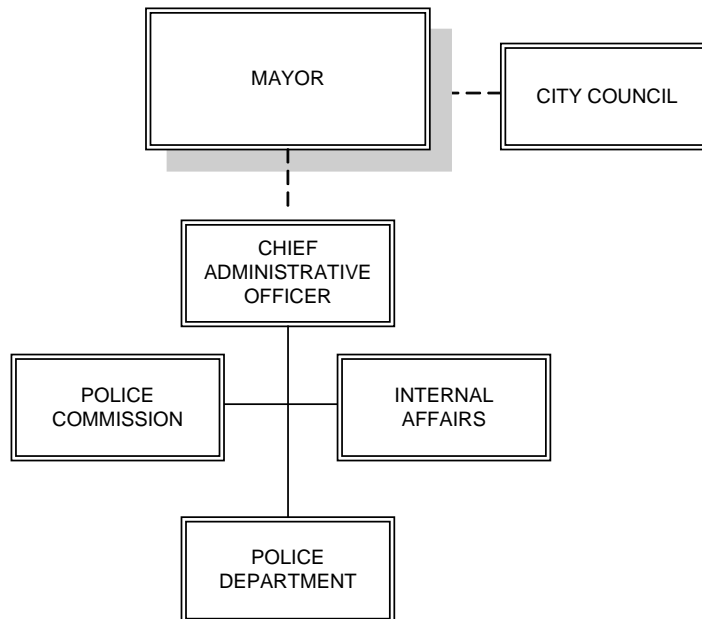 MAYOR
CITY COUNCIL
CHIEF
ADMINISTRATIVE
OFFICER
POLICE
COMMISSION
INTERNAL
AFFAIRS
POLICE
DEPARTMENT